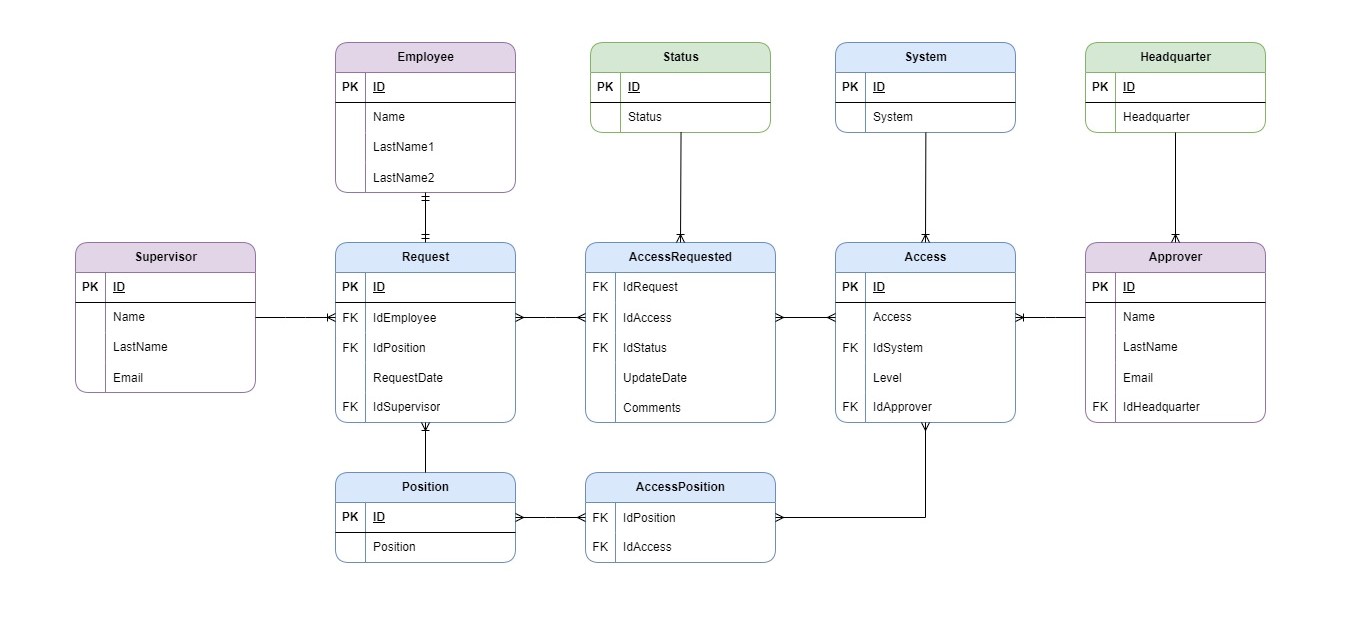 Employee
PK ID
Name
LastName1
LastName2
Status
PK ID
Status
System
PK ID
System
Headquarter
PK ID
Headquarter
Supervisor
PK ID
Name
LastName
Email
Request
PK ID
FK IdEmployee
FK IdPosition
RequestDate
FK IdSupervisor
AccessRequested
FK IdRequest
FK IdAccess
FK IdStatus
UpdateDate
Comments
Access
PK ID
Access
FK IdSystem
Level
FK IdApprover
Approver
PK ID
Name
LastName
Email
FK IdHeadquarter
Position
PK ID
Position
AccessPosition
FK IdPosition
FK IdAccess